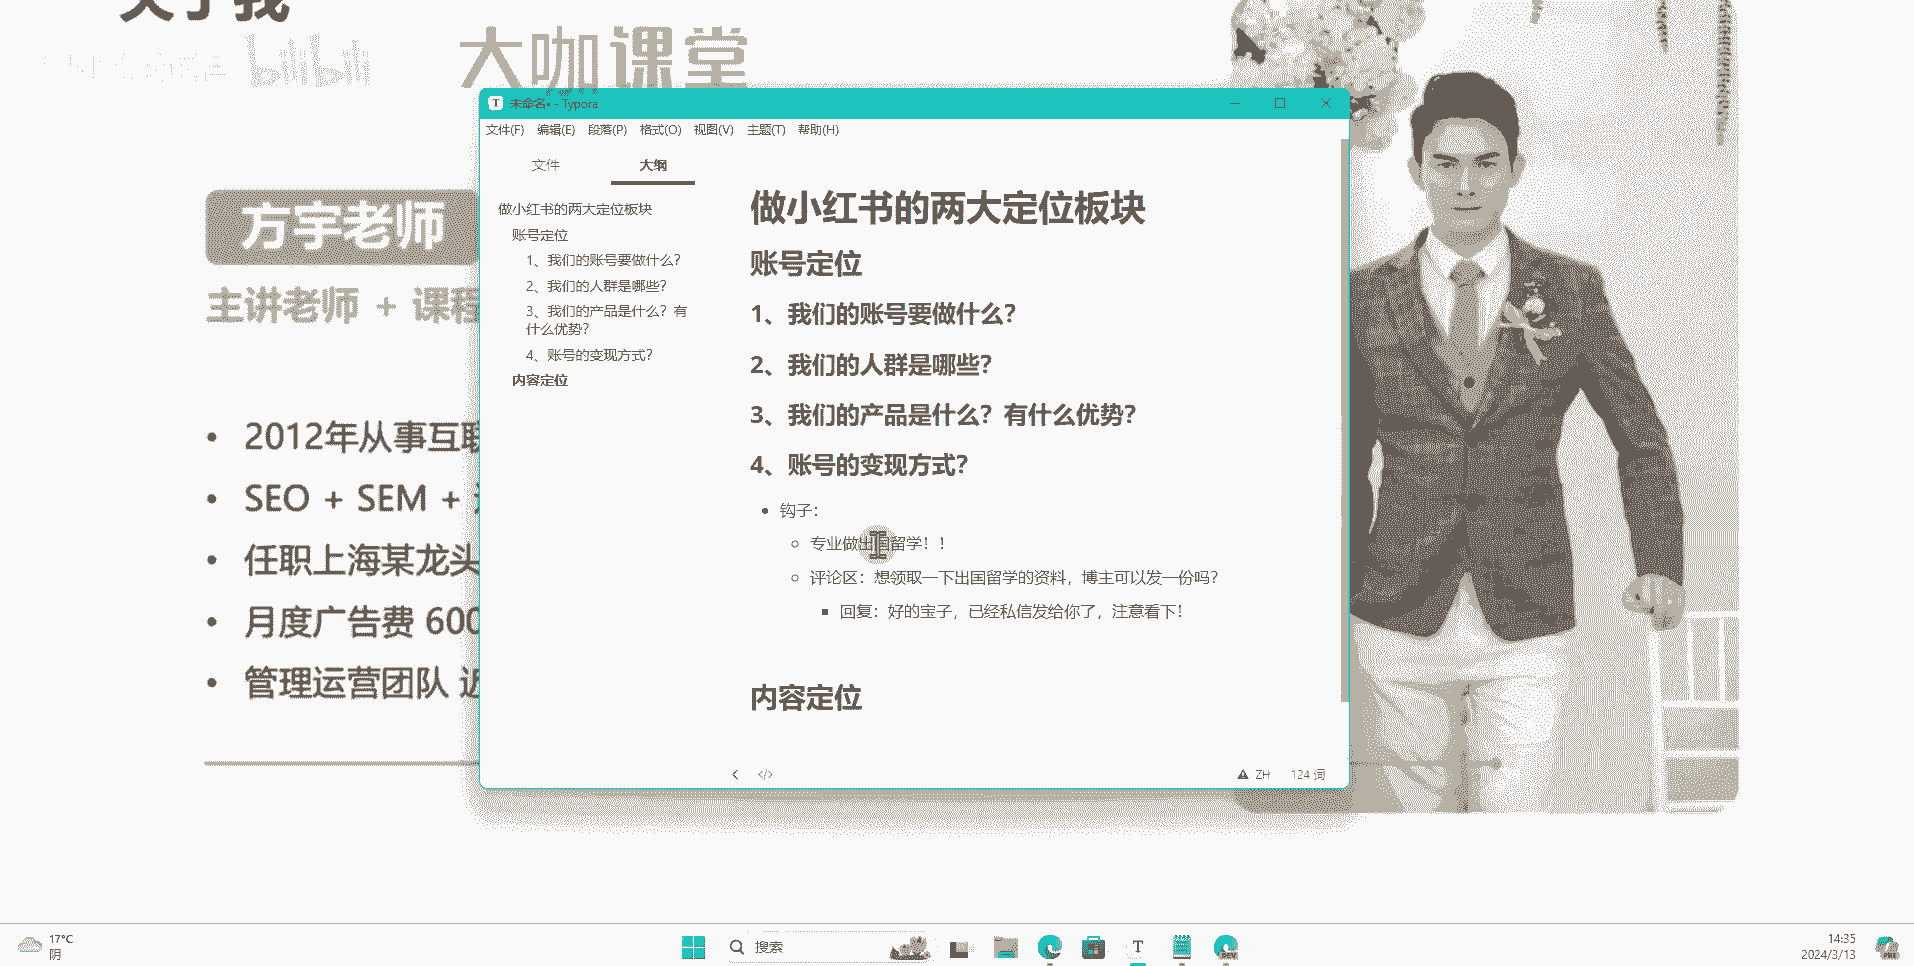 关于我
bilibili
大咖课堂
未命名• - Typora
文件(F) 编辑(E) 段落(P) 格式(O) 视图(V) 主题(T) 帮助(H)
文件 大纲
做小红书的两大定位板块
账号定位
1、我们的账号要做什么？
2、我们的人群是哪些？
3、我们的产品是什么？有
什么优势？
4、账号的变现方式？
内容定位
做小红书的两大定位板块
账号定位
1、我们的账号要做什么？
2、我们的人群是哪些？
3、我们的产品是什么？有什么优势？
4、账号的变现方式？
钩子：
专业做出国留学！！
评论区：想领取一下出国留学的资料，博主可以发一份吗？
回复：好的宝子，已经私信发给你了，注意看下！
内容定位
ZH 124 词
方宇老师
主讲老师 + 课程
2012年从事互联
SEO + SEM +
任职上海某龙头
月度广告费 600
管理运营团队 近
17°C
阴
搜索
DEV
14:35
2024/3/13
PRE